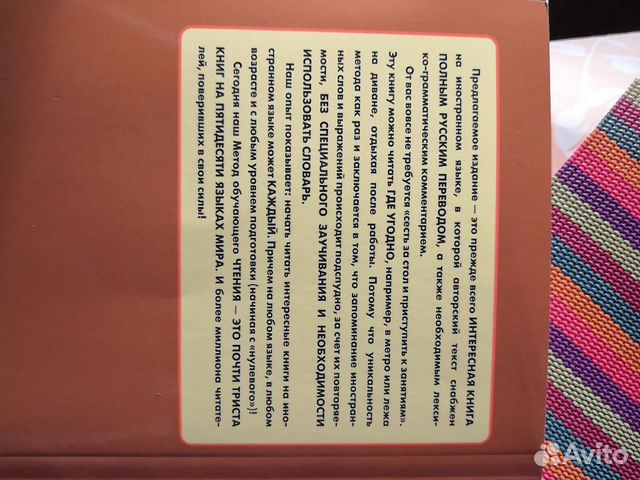 Предлагаемое издание — это прежде всего ИНТЕРЕСНАЯ КНИГА
на иностранном языке, в которой авторский текст снабжен
ПОЛНЫМ РУССКИМ ПЕРЕВОДОМ, а также необходимым лекси-
ко-грамматическим комментарием.
От вас вовсе не требуется «сесть за стол и приступить к занятиям».
Эту книгу можно читать ГДЕ УГОДНО, например, в метро или лежа
на диване, отдыхая после работы. Потому что уникальность
метода как раз и заключается в том, что запоминание иностран-
ных слов и выражений происходит подспудно, за счет их повторяе-
мости, БЕЗ СПЕЦИАЛЬНОГО ЗАУЧИВАНИЯ И НЕОБХОДИМОСТИ
ИСПОЛЬЗОВАТЬ СЛОВАРЬ.
Наш опыт показывает: начать читать интересные книги на ино-
странном языке может КАЖДЫЙ. Причем на любом языке, в любом
возрасте и с любым уровнем подготовки (начиная с «нулевого»)!
Сегодня наш Метод обучающего ЧТЕНИЯ — ЭТО ПОЧТИ ТРИСТА
КНИГ НА ПЯТИДЕСЯТИ ЯЗЫКАХ МИРА. И более миллиона читате-
лей, поверивших в свои силы!
Avito